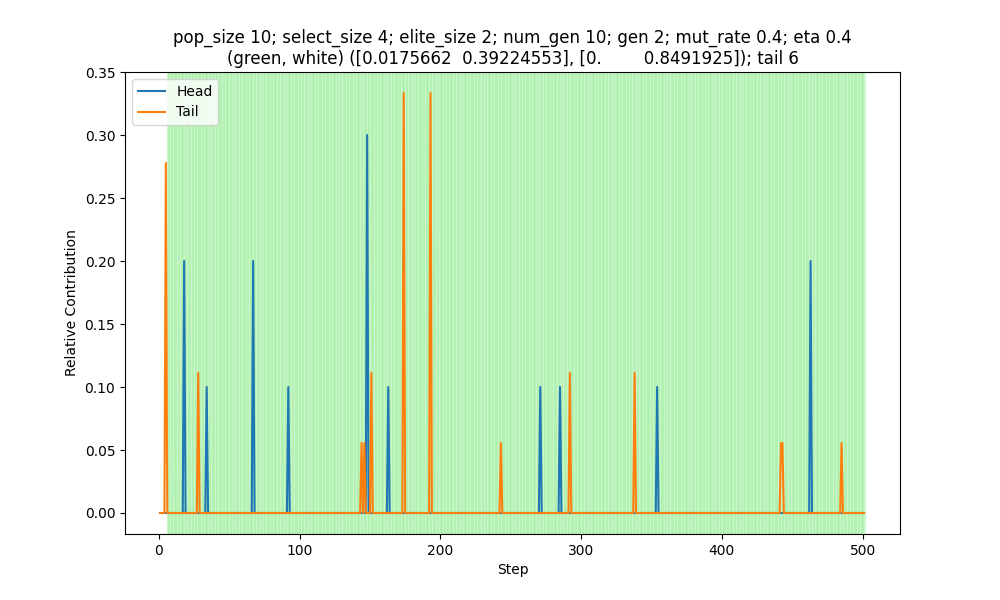 pop_size 10; select_size 4; elite_size 2; num_gen 10; gen 2; mut_rate 0.4; eta 0.4
(green, white) ([0.0175662  0.39224553], [0.         0.8491925]); tail 6
Head
Tail
0.35
0.30
0.25
0.20
0.15
0.10
0.05
0.00
Relative Contribution
0 100 200 300 400 500
Step